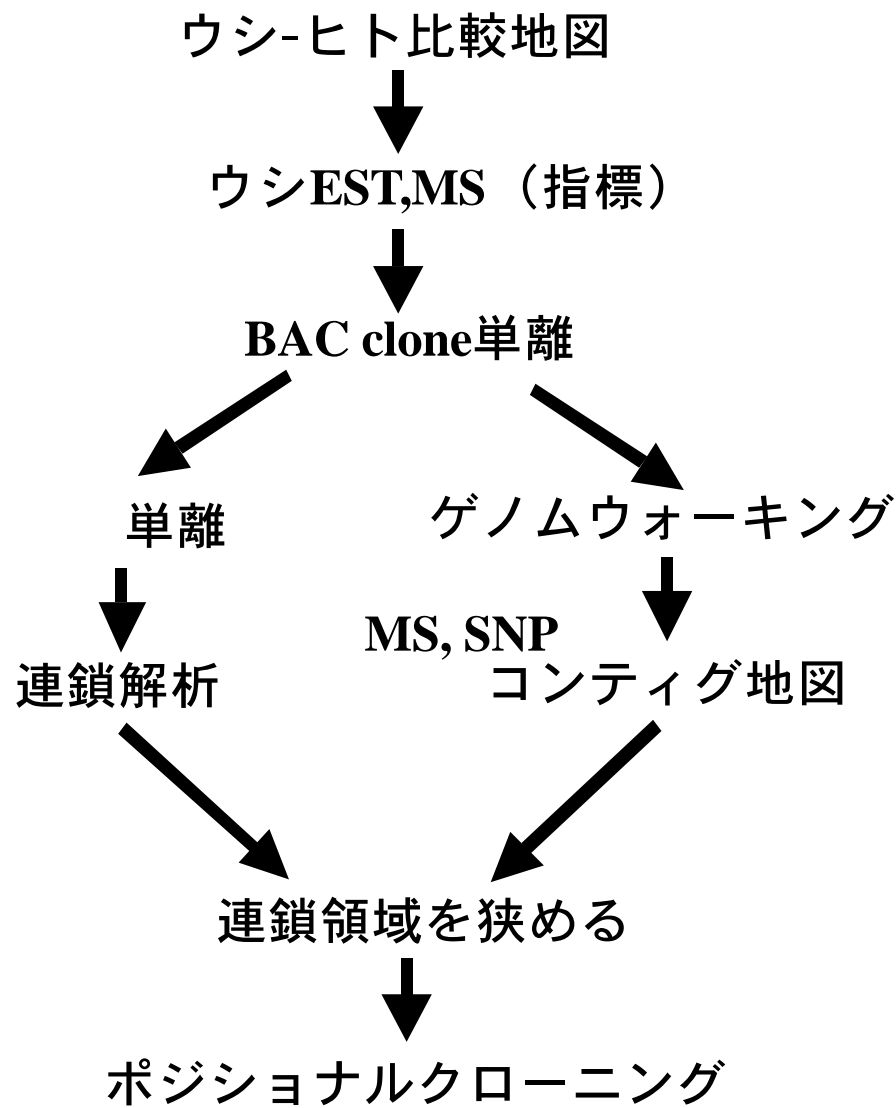 ウシ-ヒト比較地図
ウシEST,MS（指標）
BAC clone単離
単離
ゲノムウォーキング
MS, SNP
連鎖解析
コンティグ地図
連鎖領域を狭める
ポジショナルクローニング